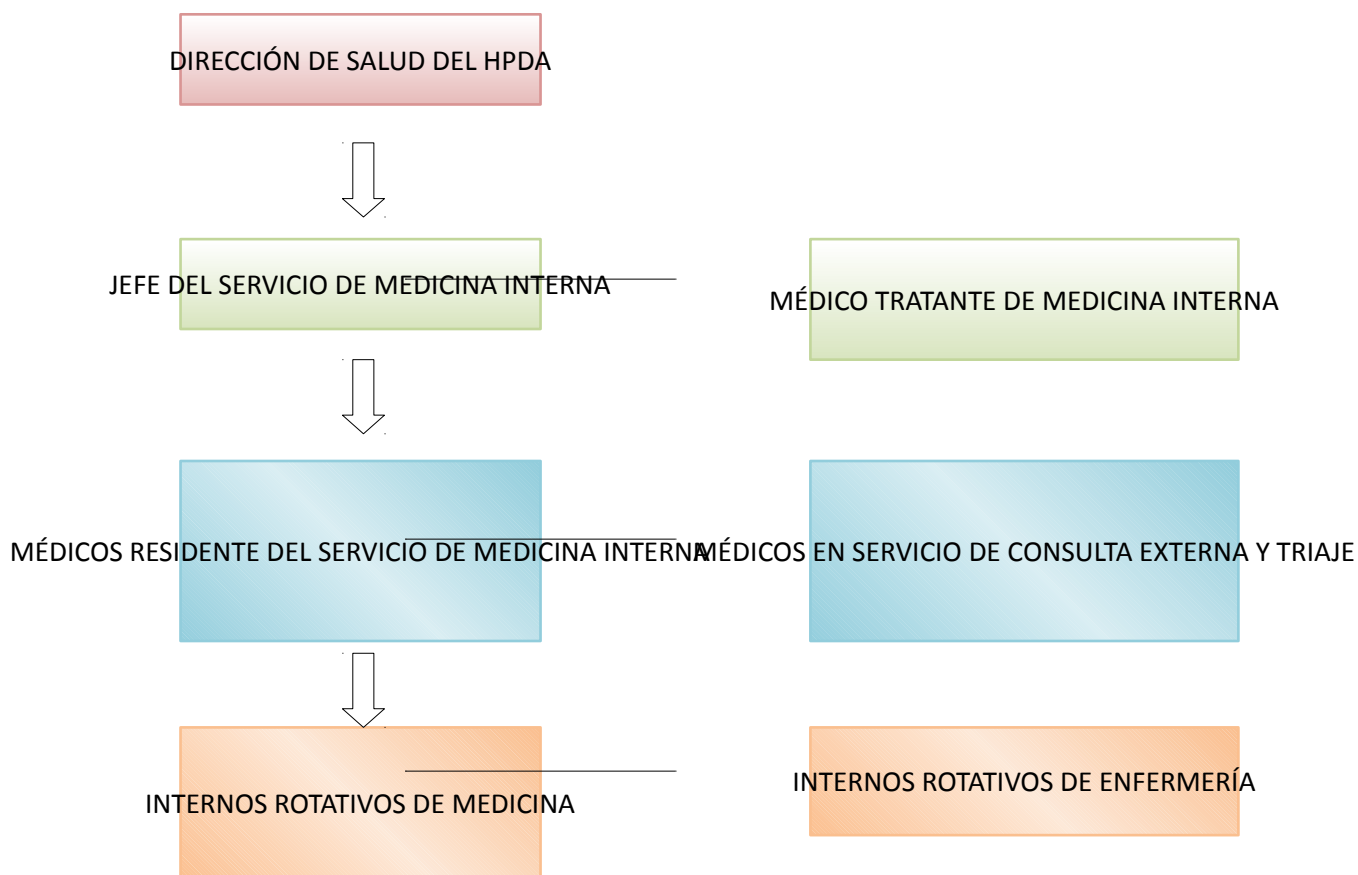 DIRECCIÓN DE SALUD DEL HPDA
JEFE DEL SERVICIO DE MEDICINA INTERNA
MÉDICO TRATANTE DE MEDICINA INTERNA
MÉDICOS RESIDENTE DEL SERVICIO DE MEDICINA INTERNA
MÉDICOS EN SERVICIO DE CONSULTA EXTERNA Y TRIAJE
INTERNOS ROTATIVOS DE MEDICINA
INTERNOS ROTATIVOS DE ENFERMERÍA